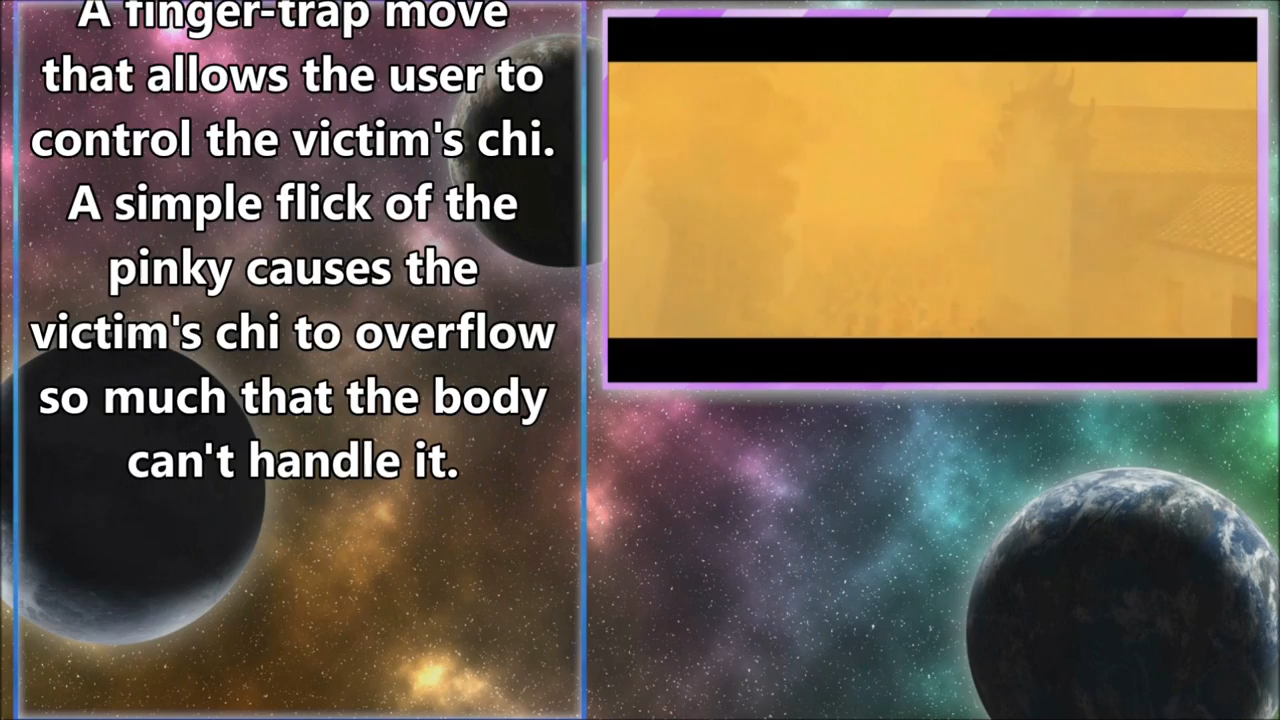 A finger-trap move
that allows the user to
control the victim's chi.
A simple flick of the
pinky causes the
victim's chi to overflow
so much that the body
can't handle it.